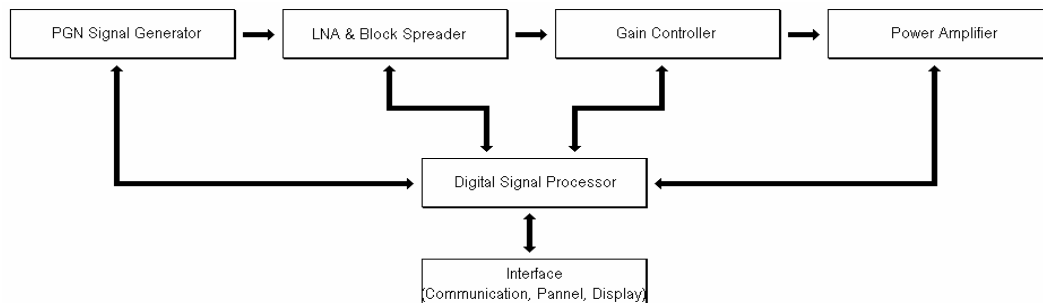 PGN Signal Generator
LNA & Block Spreader
Gain Controller
Power Amplifier
Digital Signal Processor
Interface
(Communication, Pannel, Display)